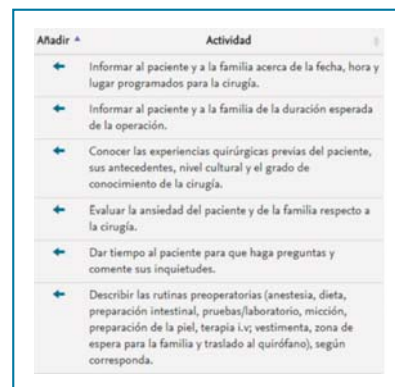 Añadir Actividad
Informar al paciente y a la familia acerca de la fecha, hora y
lugar programados para la cirugía.
Informar al paciente y a la familia de la duración esperada
de la operación.
Conocer las experiencias quirúrgicas previas del paciente,
sus antecedentes, nivel cultural y el grado de
conocimiento de la cirugía.
Evaluar la ansiedad del paciente y de la familia respecto a
la cirugía.
Dar tiempo al paciente para que haga preguntas y
comente sus inquietudes.
Describir las rutinas preoperatorias (anestesia, dieta,
preparación intestinal, pruebas/laboratorio, micción,
preparación de la piel, terapia i.v; vestimenta, zona de
espera para la familia y traslado al quirófano), según
corresponda.